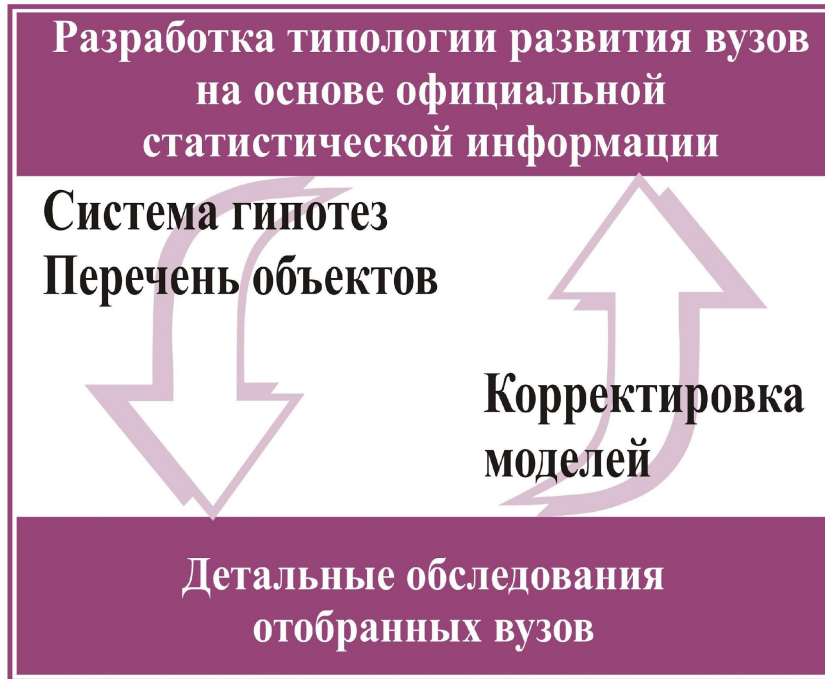 Разработка типологии развития вузов
на основе официальной
статистической информации
Система гипотез
Перечень объектов
Корректировка
моделей
Детальные обследования
отобранных вузов